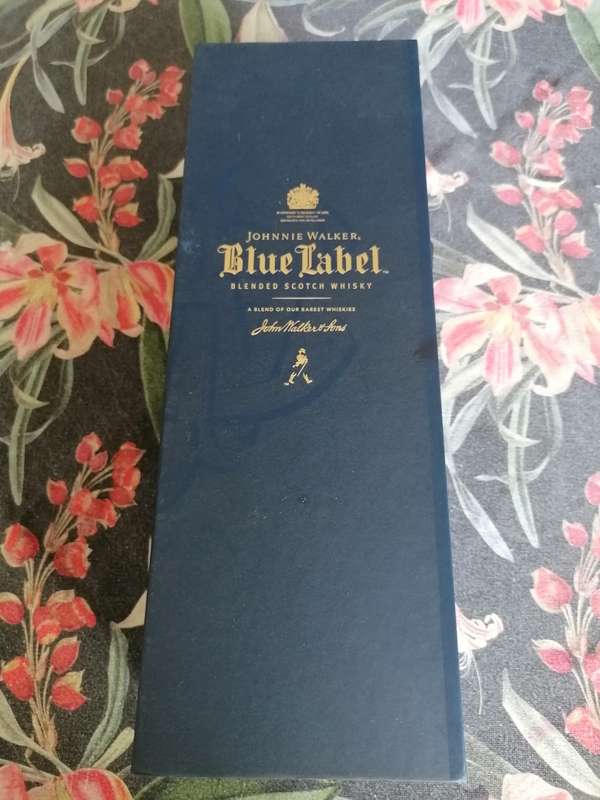 JOHNNIE WALKER.
Blue Label
BLENDED SCOTCH WHISKY
A BLEND OF OUR RAREST WHISKIES
John Walker & Sons